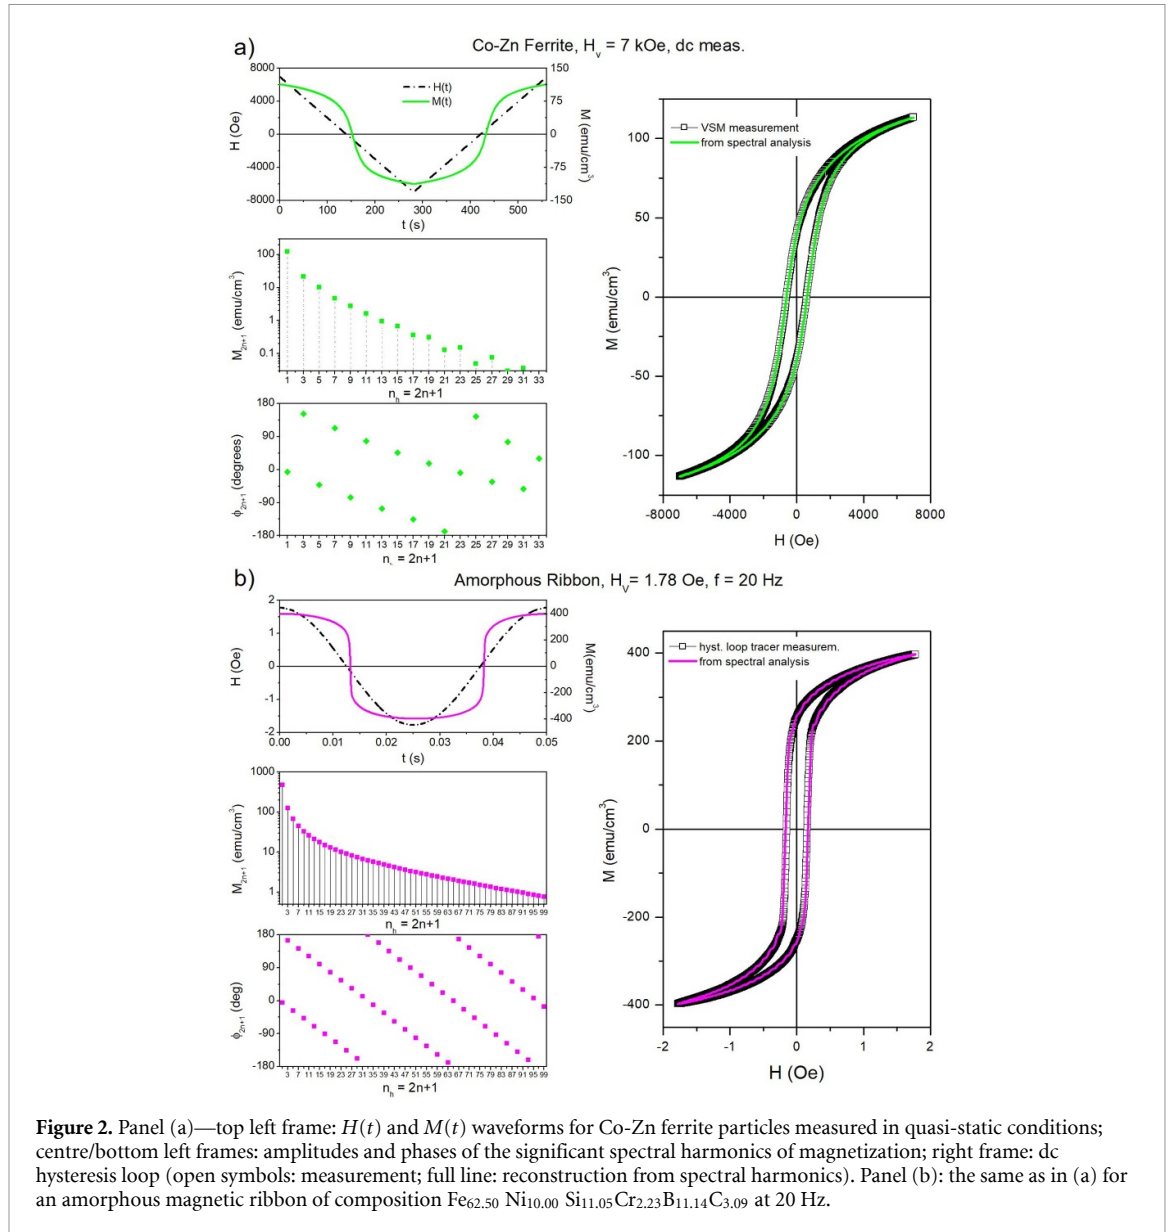 a)
Co-Zn Ferrite, Hᵥ = 7 kOe, dc meas.
8000
4000
0
-4000
-8000
H (Oe)
H(t)
M(t)
150
75
0
-75
-150
M (emu/cm³)
0 100 200 300 400 500
t (s)
100
10
1
0.1
M₂ₙ₊₁ (emu/cm³)
1 3 5 7 9 11 13 15 17 19 21 23 25 27 29 31 33
nₕ = 2n+1
180
90
0
-90
-180
ϕ₂ₙ₊₁ (degrees)
1 3 5 7 9 11 13 15 17 19 21 23 25 27 29 31 33
n = 2n+1
VSM measurement
from spectral analysis
100
50
0
-50
-100
M (emu/cm³)
-8000 -4000 0 4000 8000
H (Oe)
b)
Amorphous Ribbon, Hᵥ= 1.78 Oe, f = 20 Hz
2
1
0
-1
-2
H (Oe)
400
200
0
-200
-400
M(emu/cm³)
0.00 0.01 0.02 0.03 0.04 0.05
t (s)
1000
100
10
1
M₂ₙ₊₁ (emu/cm³)
3 7 11 15 19 23 27 31 35 39 43 47 51 55 59 63 67 71 75 79 83 87 91 95 99
nₕ = 2n+1
180
90
0
-90
-180
ϕ₂ₙ₊₁ (deg)
3 7 11 15 19 23 27 31 35 39 43 47 51 55 59 63 67 71 75 79 83 87 91 95 99
nₕ = 2n+1
hyst. loop tracer measurem.
from spectral analysis
400
200
0
-200
-400
M (emu/cm³)
-2 -1 0 1 2
H (Oe)
Figure 2. Panel (a)—top left frame: H(t) and M(t) waveforms for Co-Zn ferrite particles measured in quasi-static conditions;
centre/bottom left frames: amplitudes and phases of the significant spectral harmonics of magnetization; right frame: dc
hysteresis loop (open symbols: measurement; full line: reconstruction from spectral harmonics). Panel (b): the same as in (a) for
an amorphous magnetic ribbon of composition Fe₆₂.₅₀ Ni₁₀.₀₀ Si₁₁.₀₅Cr₂.₂₃B₁₁.₁₄C₃.₀₉ at 20 Hz.